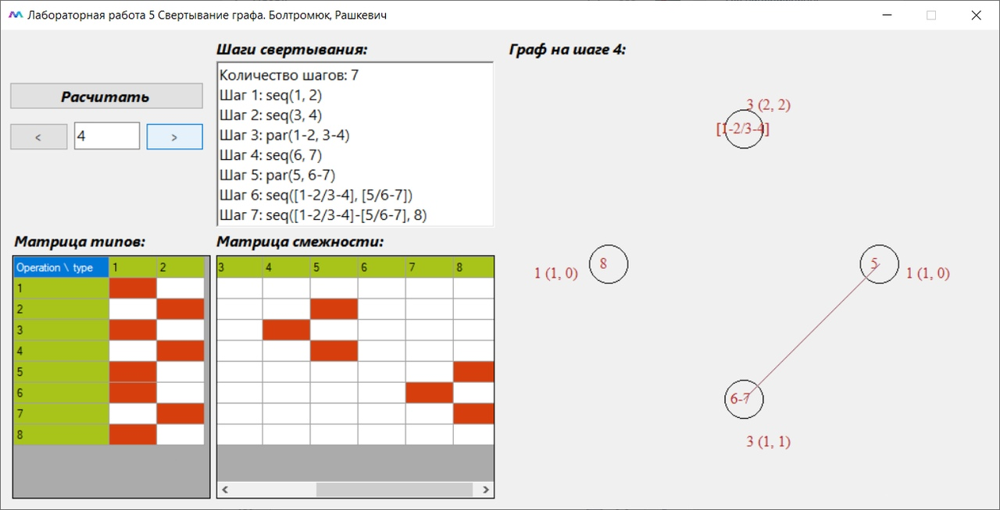 Лабораторная работа 5 Свертывание графа. Болтромюк, Рашкевич
Расчитать
< 4 >
Шаги свертывания:
Количество шагов: 7
Шаг 1: seq(1, 2)
Шаг 2: seq(3, 4)
Шаг 3: par(1-2, 3-4)
Шаг 4: seq(6, 7)
Шаг 5: par(5, 6-7)
Шаг 6: seq([1-2/3-4], [5/6-7])
Шаг 7: seq([1-2/3-4]-[5/6-7], 8)
Граф на шаге 4:
3 (2, 2)
[1-2/3-4]
8
1 (1, 0)
5
1 (1, 0)
6-7
3 (1, 1)
Матрица типов:
Operation \ type 1 2
1
2
3
4
5
6
7
8
Матрица смежности:
3 4 5 6 7 8
< >